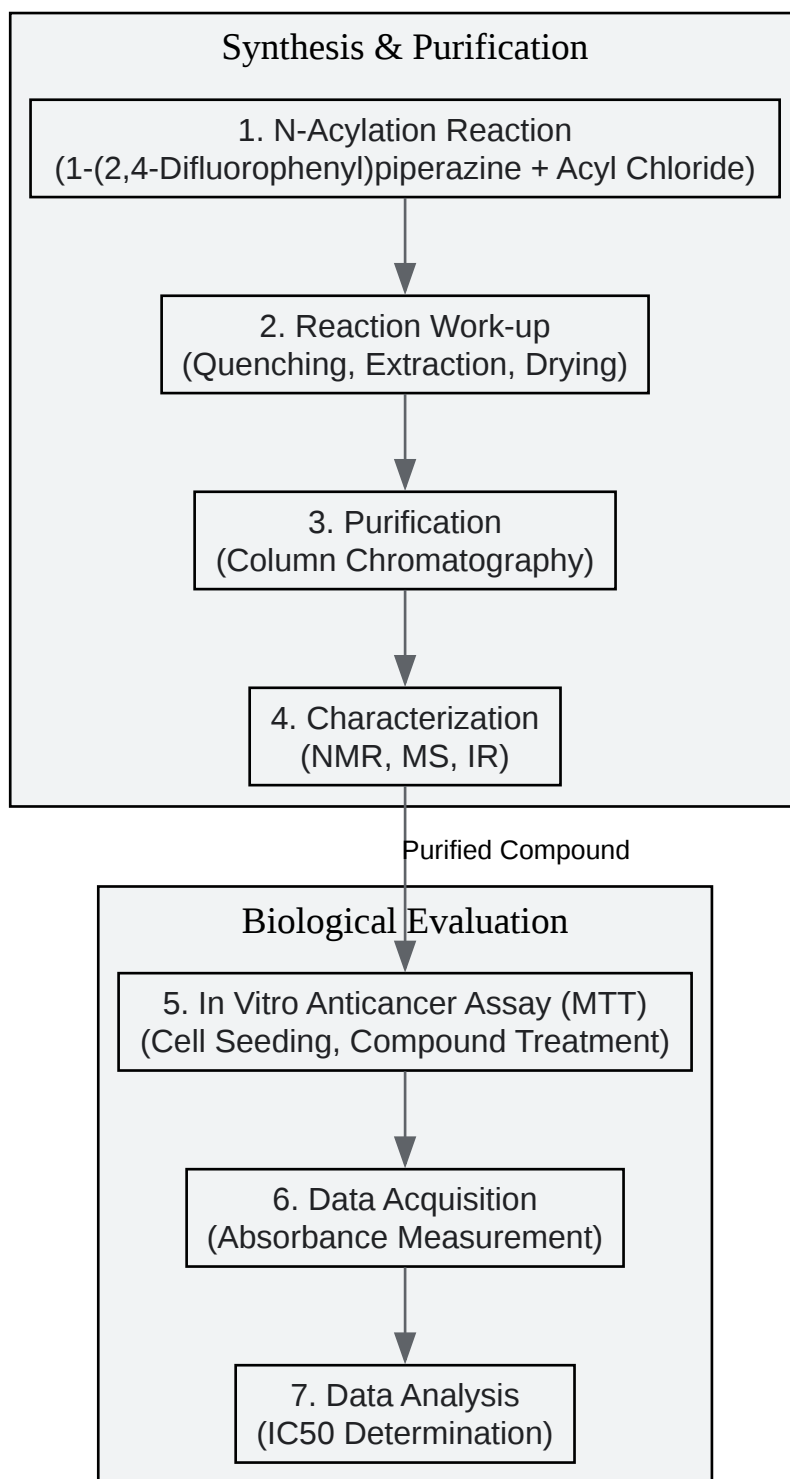 Synthesis & Purification
1. N-Acylation Reaction
(1-(2,4-Difluorophenyl)piperazine + Acyl Chloride)
2. Reaction Work-up
(Quenching, Extraction, Drying)
3. Purification
(Column Chromatography)
4. Characterization
(NMR, MS, IR)
Purified Compound
Biological Evaluation
5. In Vitro Anticancer Assay (MTT)
(Cell Seeding, Compound Treatment)
6. Data Acquisition
(Absorbance Measurement)
7. Data Analysis
(IC50 Determination)